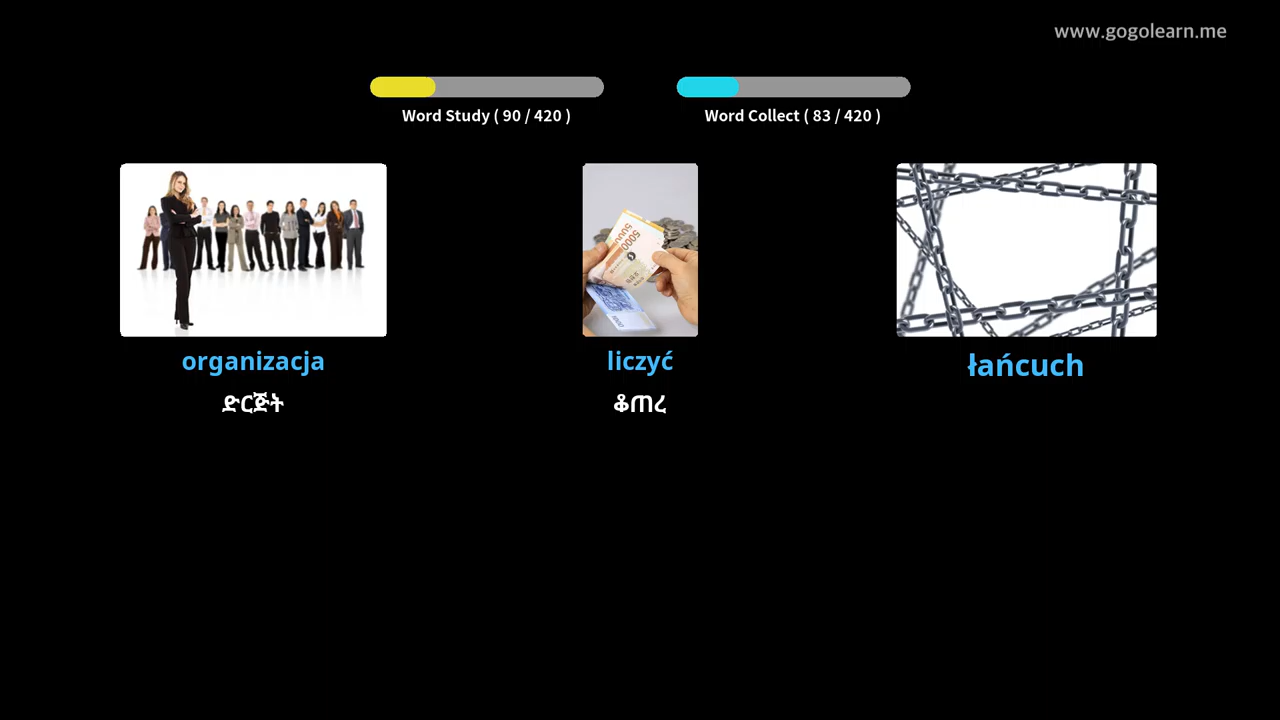 www.gogolearn.me
Word Study ( 90 / 420 )
Word Collect ( 83 / 420 )
organizacja
ድርጅት
liczyć
ቆጠረ
łańcuch